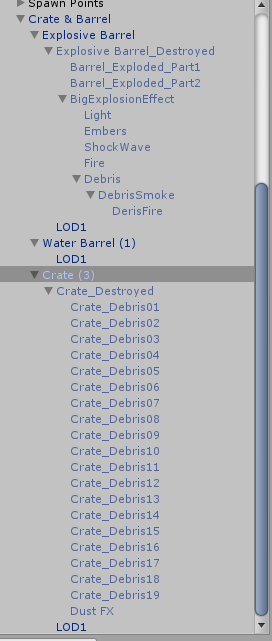 Spawn Points
Crate & Barrel
Explosive Barrel
Explosive Barrel_Destroyed
Barrel_Exploded_Part1
Barrel_Exploded_Part2
BigExplosionEffect
Light
Embers
ShockWave
Fire
Debris
DebrisSmoke
DerisFire
LOD1
Water Barrel (1)
LOD1
Crate (3)
Crate_Destroyed
Crate_Debris01
Crate_Debris02
Crate_Debris03
Crate_Debris04
Crate_Debris05
Crate_Debris06
Crate_Debris07
Crate_Debris08
Crate_Debris09
Crate_Debris10
Crate_Debris11
Crate_Debris12
Crate_Debris13
Crate_Debris14
Crate_Debris15
Crate_Debris16
Crate_Debris17
Crate_Debris18
Crate_Debris19
Dust FX
LOD1